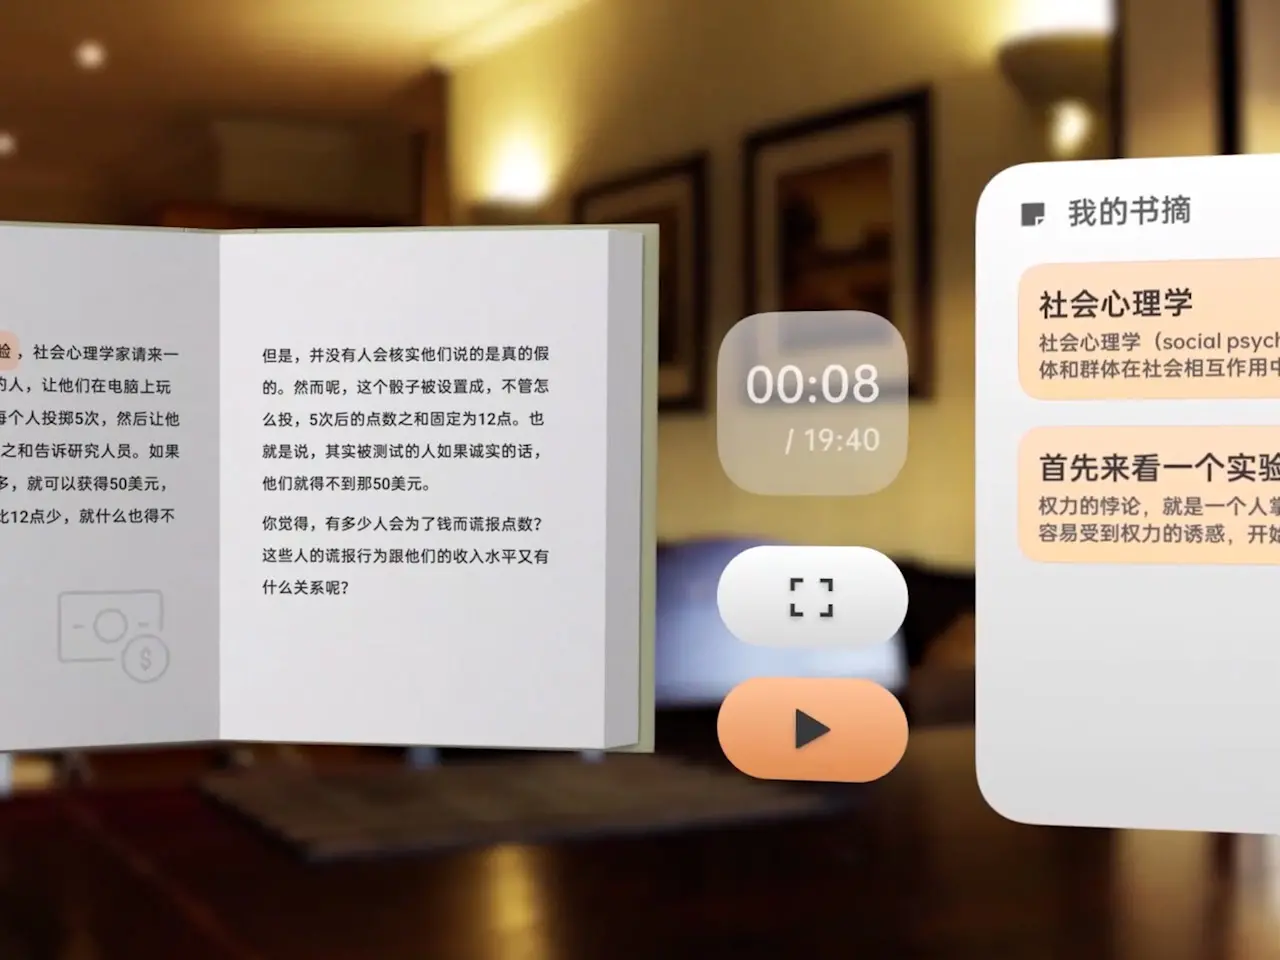 验，社会心理学家请来一
的人，让他们在电脑上玩
每个人投掷5次，然后让他
之和告诉研究人员。如果
多，就可以获得50美元，
比12点少，就什么也得不
但是，并没有人会核实他们说的是真的假
的。然而呢，这个骰子被设置成，不管怎
么投，5次后的点数之和固定为12点。也
就是说，其实被测试的人如果诚实的话，
他们就得不到那50美元。
你觉得，有多少人会为了钱而谎报点数？
这些人的谎报行为跟他们的收入水平又有
什么关系呢？
$
00:08
/ 19:40
我的书摘
社会心理学
社会心理学（social psych
体和群体在社会相互作用中
首先来看一个实验
权力的悖论，就是一个人掌
容易受到权力的诱惑，开始